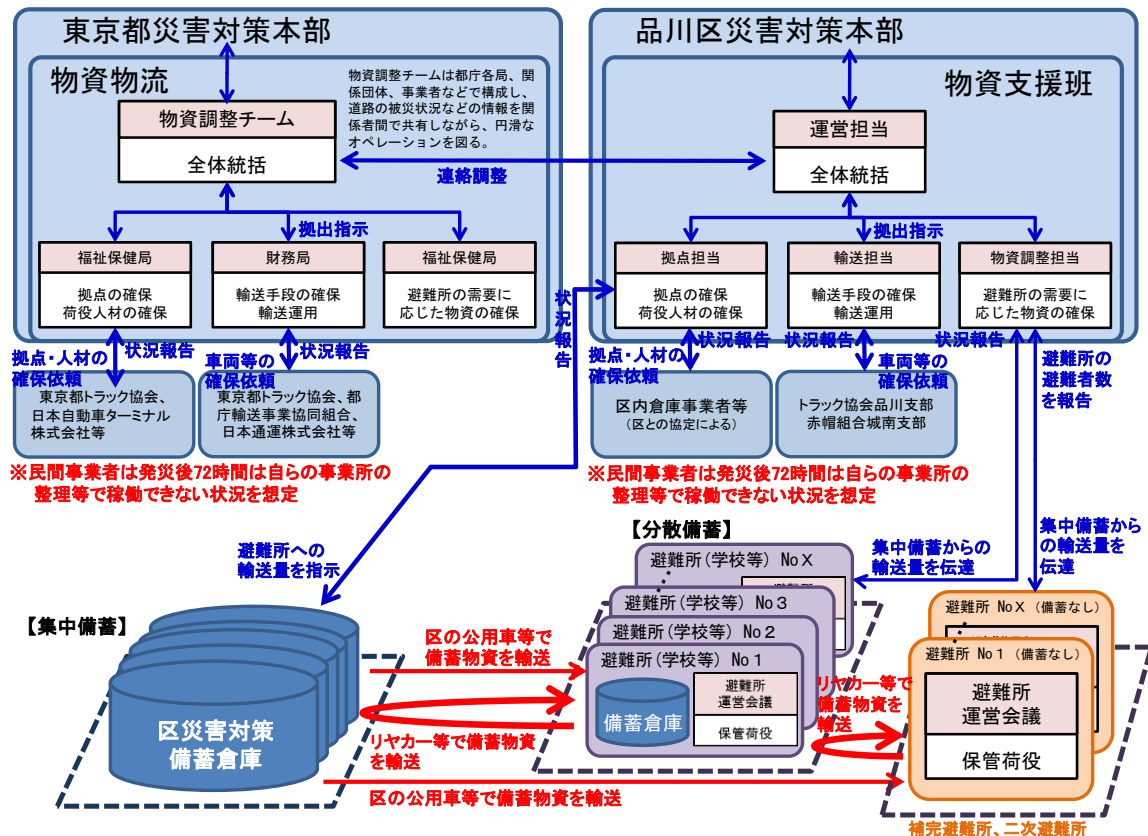 東京都災害対策本部
物資物流
物資調整チームは都庁各局、関
係団体、事業者などで構成し、
道路の被災状況などの情報を関
係者間で共有しながら、円滑な
オペレーションを図る。
物資調整チーム
全体統括
拠出指示
福祉保健局
拠点の確保
荷役人材の確保
財務局
輸送手段の確保
輸送運用
福祉保健局
避難所の需要に
応じた物資の確保
拠点・人材の
確保依頼
状況報告
車両等の
確保依頼
状況報告
東京都トラック協会、
日本自動車ターミナル
株式会社等
東京都トラック協会、都
庁輸送事業協同組合、
日本通運株式会社等
※民間事業者は発災後72時間は自らの事業所の
整理等で稼働できない状況を想定
連絡調整
品川区災害対策本部
物資支援班
運営担当
全体統括
拠出指示
拠点担当
拠点の確保
荷役人材の確保
輸送担当
輸送手段の確保
輸送運用
物資調整担当
避難所の需要に
応じた物資の確保
状況報告
拠点・人材の
確保依頼
状況報告
状況報告
車両等の
確保依頼
状況報告
避難所の
避難者数
を報告
区内倉庫事業者等
(区との協定による)
トラック協会品川支部
赤帽組合城南支部
※民間事業者は発災後72時間は自らの事業所の
整理等で稼働できない状況を想定
避難所への
輸送量を指示
【分散備蓄】
集中備蓄からの
輸送量を伝達
集中備蓄から
の輸送量を
伝達
【集中備蓄】
区災害対策
備蓄倉庫
区の公用車等で
備蓄物資を輸送
リヤカー等で備蓄物資
を輸送
区の公用車等で備蓄物資を輸送
避難所(学校等) NoX
避難所
避難所(学校等) No3
避難所(学校等) No2
避難所(学校等) No1
備蓄倉庫
避難所
運営会議
保管荷役
リヤカー等で
備蓄物資を
輸送
避難所 NoX (備蓄なし)
避難所 No1 (備蓄なし)
避難所
運営会議
保管荷役
補完避難所、二次避難所